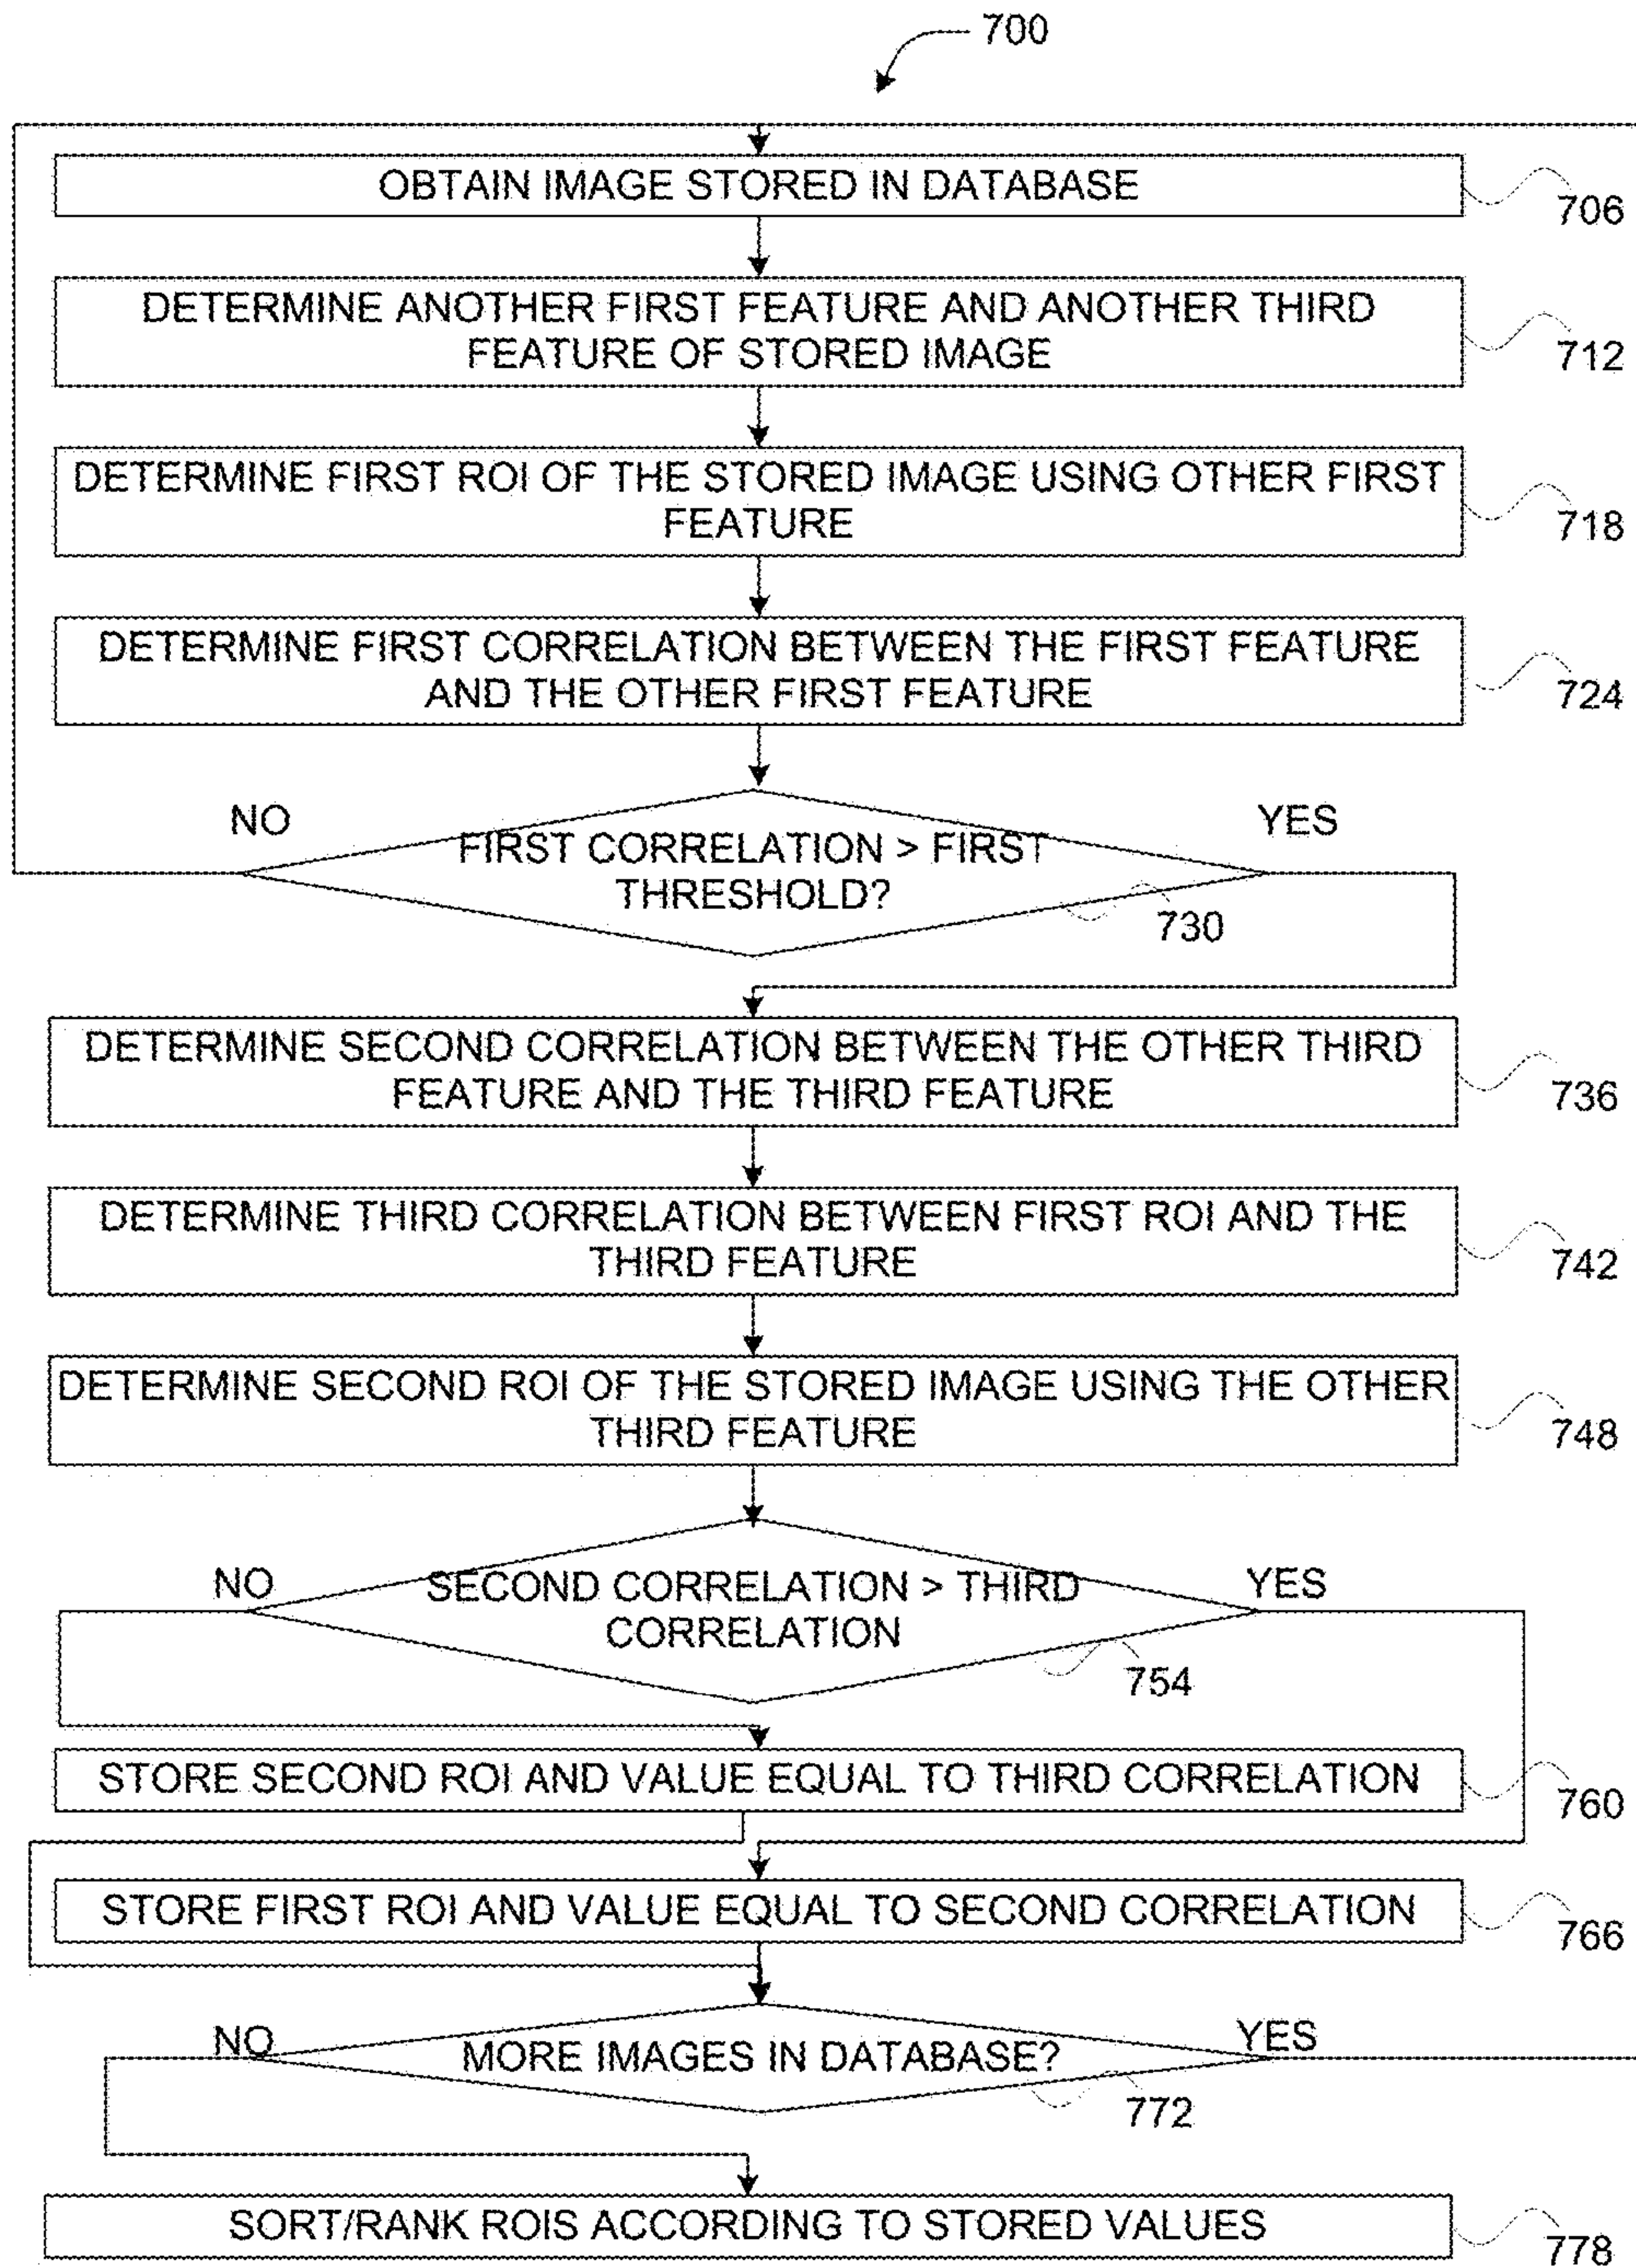 700
OBTAIN IMAGE STORED IN DATABASE
706
DETERMINE ANOTHER FIRST FEATURE AND ANOTHER THIRD
FEATURE OF STORED IMAGE
712
DETERMINE FIRST ROI OF THE STORED IMAGE USING OTHER FIRST
FEATURE
718
DETERMINE FIRST CORRELATION BETWEEN THE FIRST FEATURE
AND THE OTHER FIRST FEATURE
724
NO
YES
FIRST CORRELATION > FIRST
THRESHOLD?
730
DETERMINE SECOND CORRELATION BETWEEN THE OTHER THIRD
FEATURE AND THE THIRD FEATURE
736
DETERMINE THIRD CORRELATION BETWEEN FIRST ROI AND THE
THIRD FEATURE
742
DETERMINE SECOND ROI OF THE STORED IMAGE USING THE OTHER
THIRD FEATURE
748
NO
YES
SECOND CORRELATION > THIRD
CORRELATION
754
STORE SECOND ROI AND VALUE EQUAL TO THIRD CORRELATION
760
STORE FIRST ROI AND VALUE EQUAL TO SECOND CORRELATION
766
NO
YES
MORE IMAGES IN DATABASE?
772
SORT/RANK ROIS ACCORDING TO STORED VALUES
778